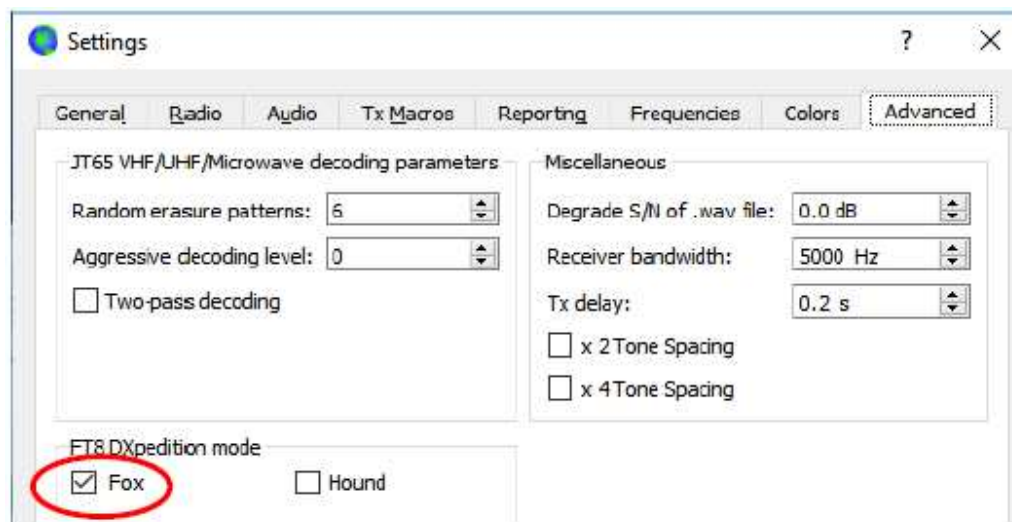 Settings ? ×
General Radio Audio Tx Macros Reporting Frequencies Colors Advanced
JT65 VHF/UHF/Microwave decoding parameters
Random erasure patterns: 6
Aggressive decoding level: 0
Two-pass decoding
Miscellaneous
Degrade S/N of .wav file: 0.0 dB
Receiver bandwidth: 5000 Hz
Tx delay: 0.2 s
x 2 Tone Spacing
x 4 Tone Spacing
FT8 DXpedition mode
Fox Hound